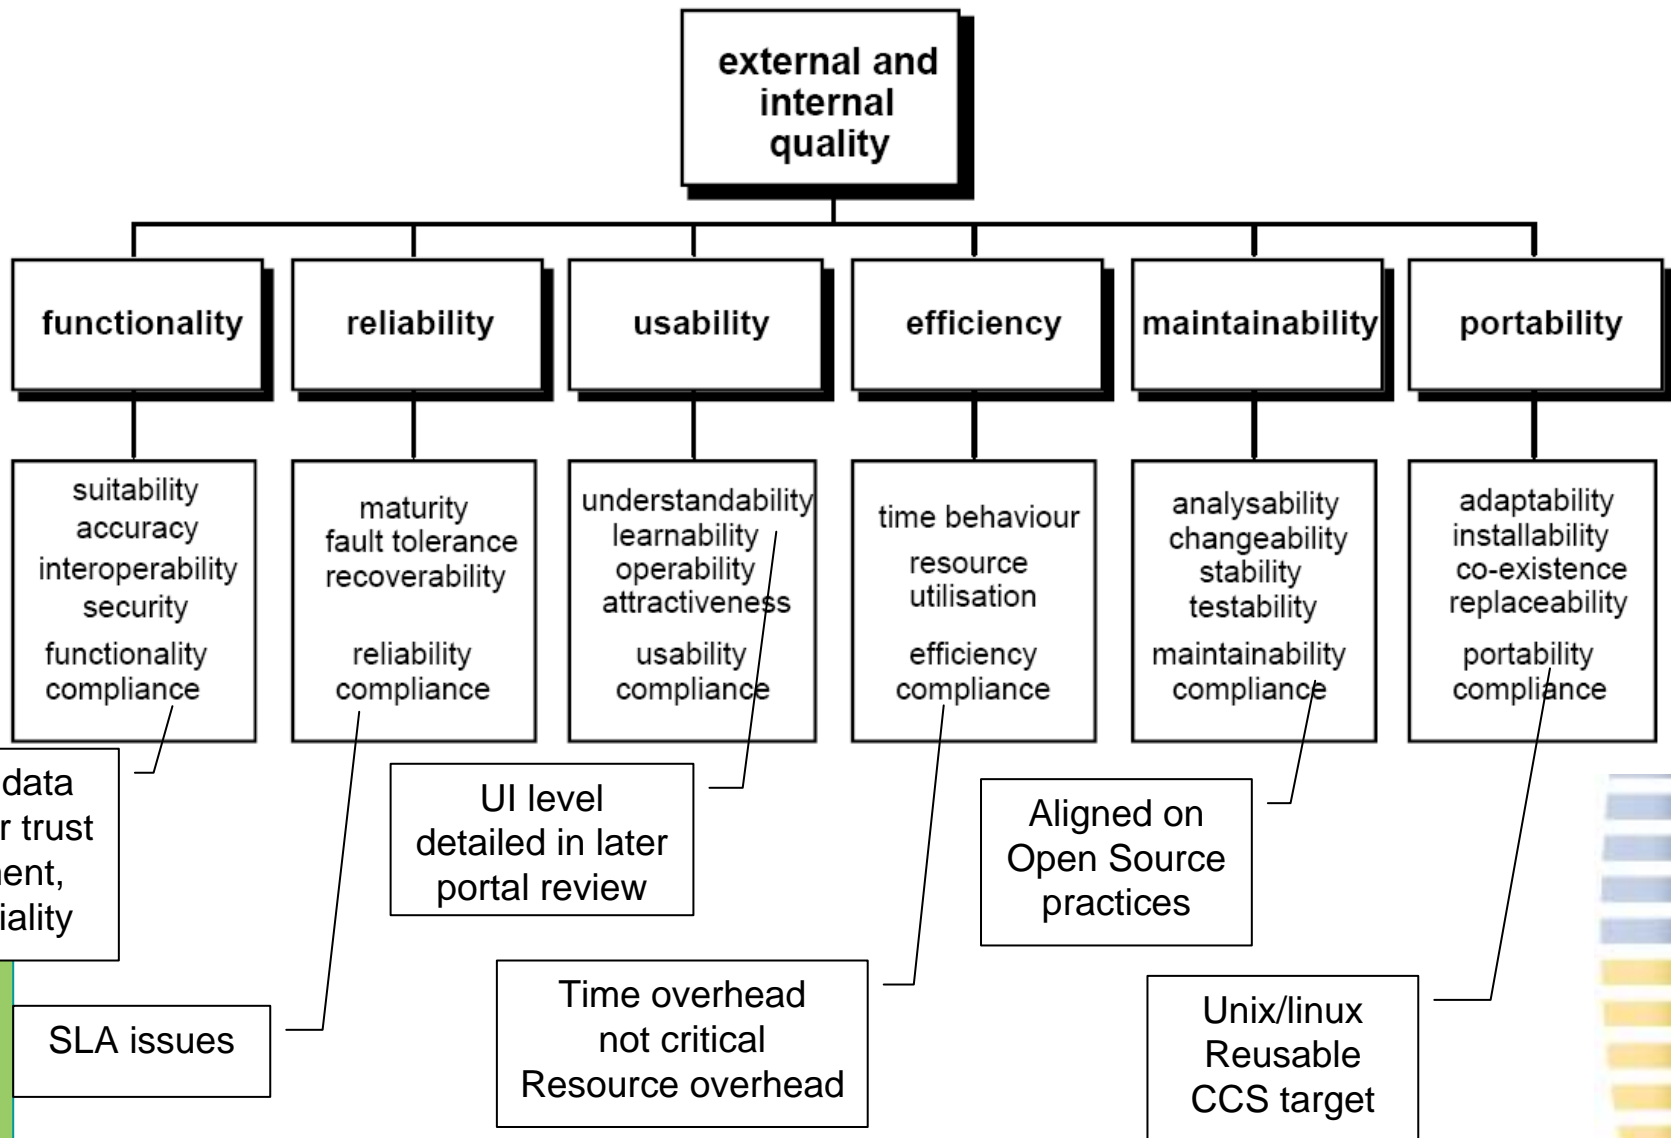 external and
internal
quality
functionality
reliability
usability
efficiency
maintainability
portability
suitability
accuracy
interoperability
security
functionality
compliance
maturity
fault tolerance
recoverability
reliability
compliance
understandability
learnability
operability
attractiveness
usability
compliance
time behaviour
resource
utilisation
efficiency
compliance
analysability
changeability
stability
testability
maintainability
compliance
adaptability
installability
co-existence
replaceability
portability
compliance
data
trust
UI level
detailed in later
portal review
Aligned on
Open Source
practices
SLA issues
Time overhead
not critical
Resource overhead
Unix/linux
Reusable
CCS target